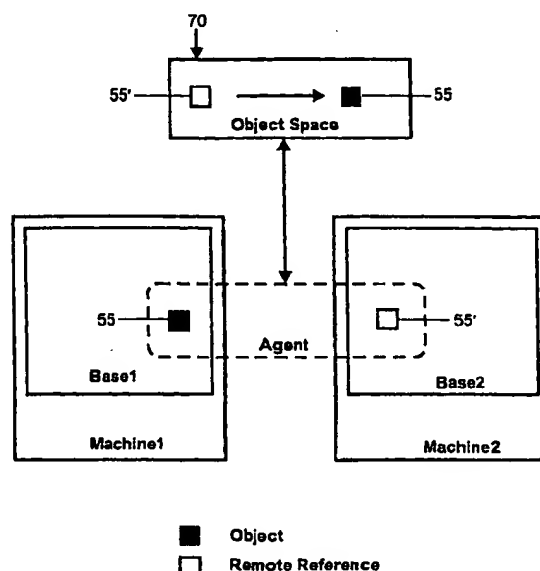 70
55' 55
Object Space
55 55'
Agent
Base1 Base2
Machine1 Machine2
Object
Remote Reference